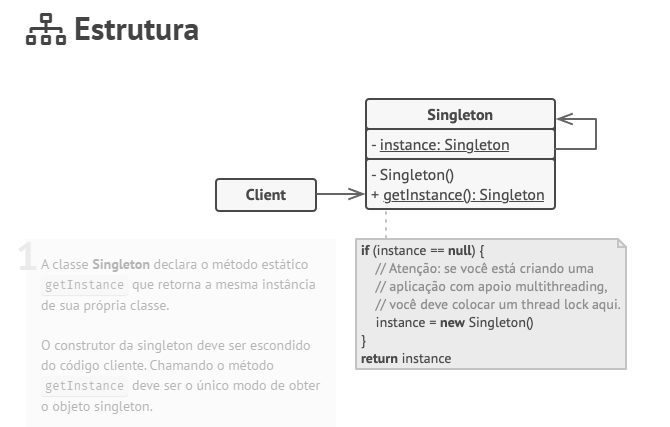 Estrutura
Singleton
- instance: Singleton
- Singleton()
+ getInstance(): Singleton
Client
1
A classe Singleton declara o método estático
getInstance que retorna a mesma instância
de sua própria classe.
O construtor da singleton deve ser escondido
do código cliente. Chamando o método
getInstance deve ser o único modo de obter
o objeto singleton.
if (instance == null) {
// Atenção: se você está criando uma
// aplicação com apoio multithreading,
// você deve colocar um thread lock aqui.
instance = new Singleton()
}
return instance